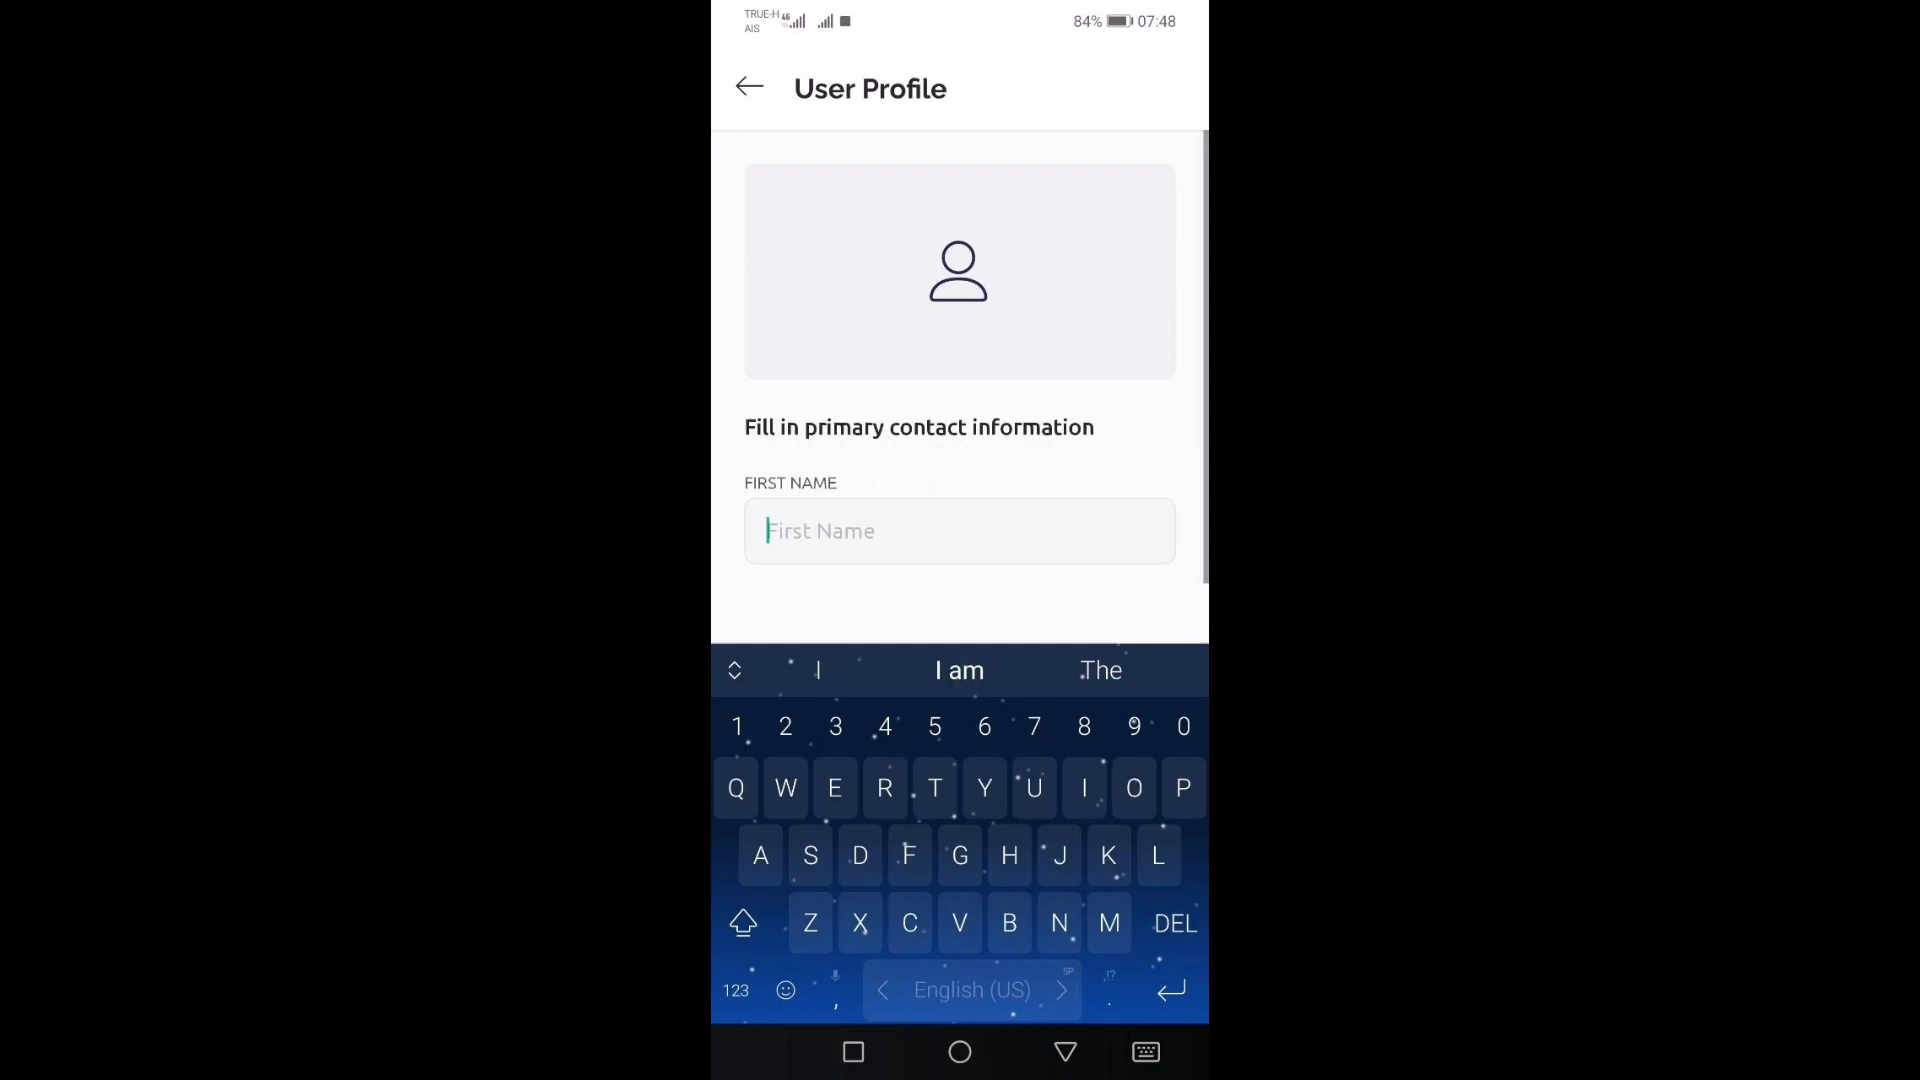 TRUE-H 4G
AIS
84% 07:48
User Profile
Fill in primary contact information
FIRST NAME
First Name
I I am The
1 2 3 4 5 6 7 8 9 0
Q W E R T Y U I O P
A S D F G H J K L
Z X C V B N M DEL
SP ,!?
123 , English (US) .